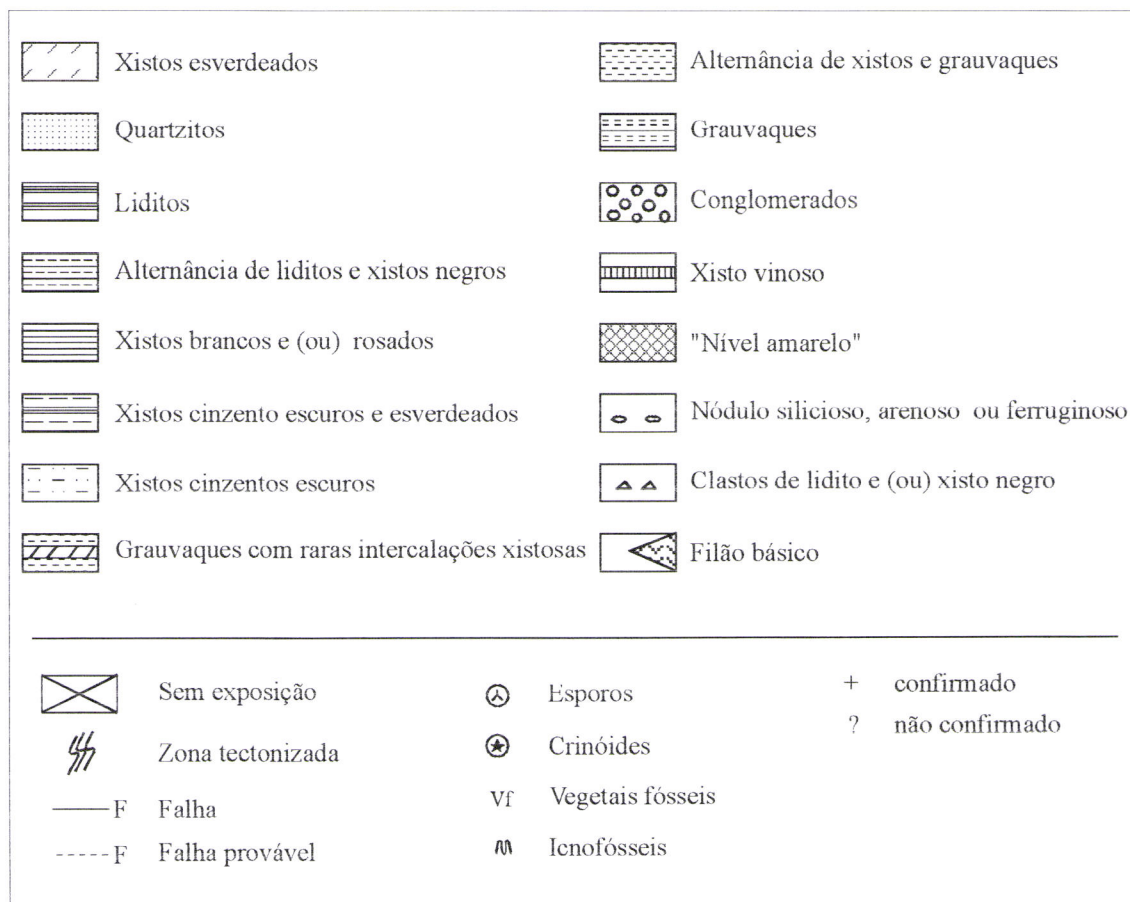 Xistos esverdeados
Quartzitos
Liditos
Alternância de liditos e xistos negros
Xistos brancos e (ou) rosados
Xistos cinzento escuros e esverdeados
Xistos cinzentos escuros
Grauvaques com raras intercalações xistosas
Alternância de xistos e grauvaques
Grauvaques
Conglomerados
Xisto vinoso
"Nível amarelo"
Nódulo silicioso, arenoso ou ferruginoso
Clastos de lidito e (ou) xisto negro
Filão básico
Sem exposição
Zona tectonizada
F Falha
F Falha provável
Esporos
Crinóides
Vf Vegetais fósseis
Icnofósseis
+ confirmado
? não confirmado